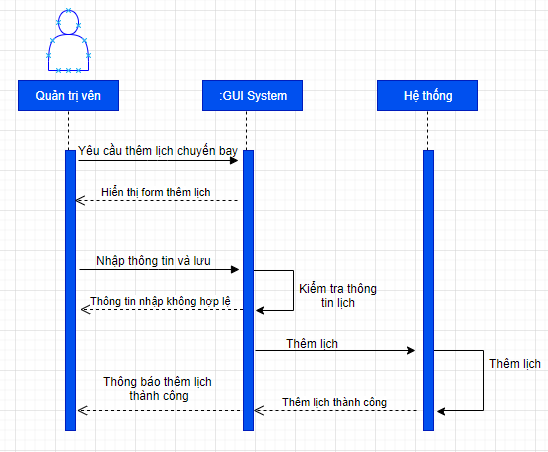 Quản trị vên
:GUI System
Hệ thống
Yêu cầu thêm lịch chuyến bay
Hiển thị form thêm lịch
Nhập thông tin và lưu
Kiểm tra thông
tin lịch
Thông tin nhập không hợp lệ
Thêm lịch
Thêm lịch
Thông báo thêm lịch
thành công
Thêm lịch thành công